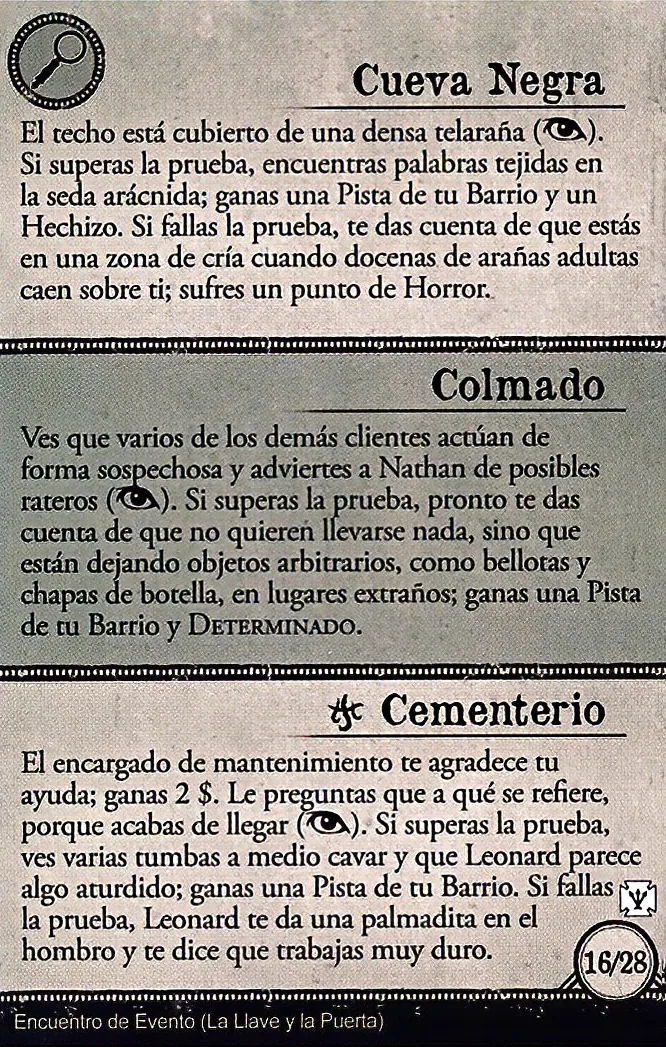 Cueva Negra
El techo está cubierto de una densa telaraña ( ).
Si superas la prueba, encuentras palabras tejidas en
la seda arácnida; ganas una Pista de tu Barrio y un
Hechizo. Si fallas la prueba, te das cuenta de que estás
en una zona de cría cuando docenas de arañas adultas
caen sobre ti; sufres un punto de Horror.
Colmado
Ves que varios de los demás clientes actúan de
forma sospechosa y adviertes a Nathan de posibles
rateros ( ). Si superas la prueba, pronto te das
cuenta de que no quieren llevarse nada, sino que
están dejando objetos arbitrarios, como bellotas y
chapas de botella, en lugares extraños; ganas una Pista
de tu Barrio y DETERMINADO.
Cementerio
El encargado de mantenimiento te agradece tu
ayuda; ganas 2 $. Le preguntas que a qué se refiere,
porque acabas de llegar ( ). Si superas la prueba,
ves varias tumbas a medio cavar y que Leonard parece
algo aturdido; ganas una Pista de tu Barrio. Si fallas
la prueba, Leonard te da una palmadita en el
hombro y te dice que trabajas muy duro.
16/28
Encuentro de Evento (La Llave y la Puerta)